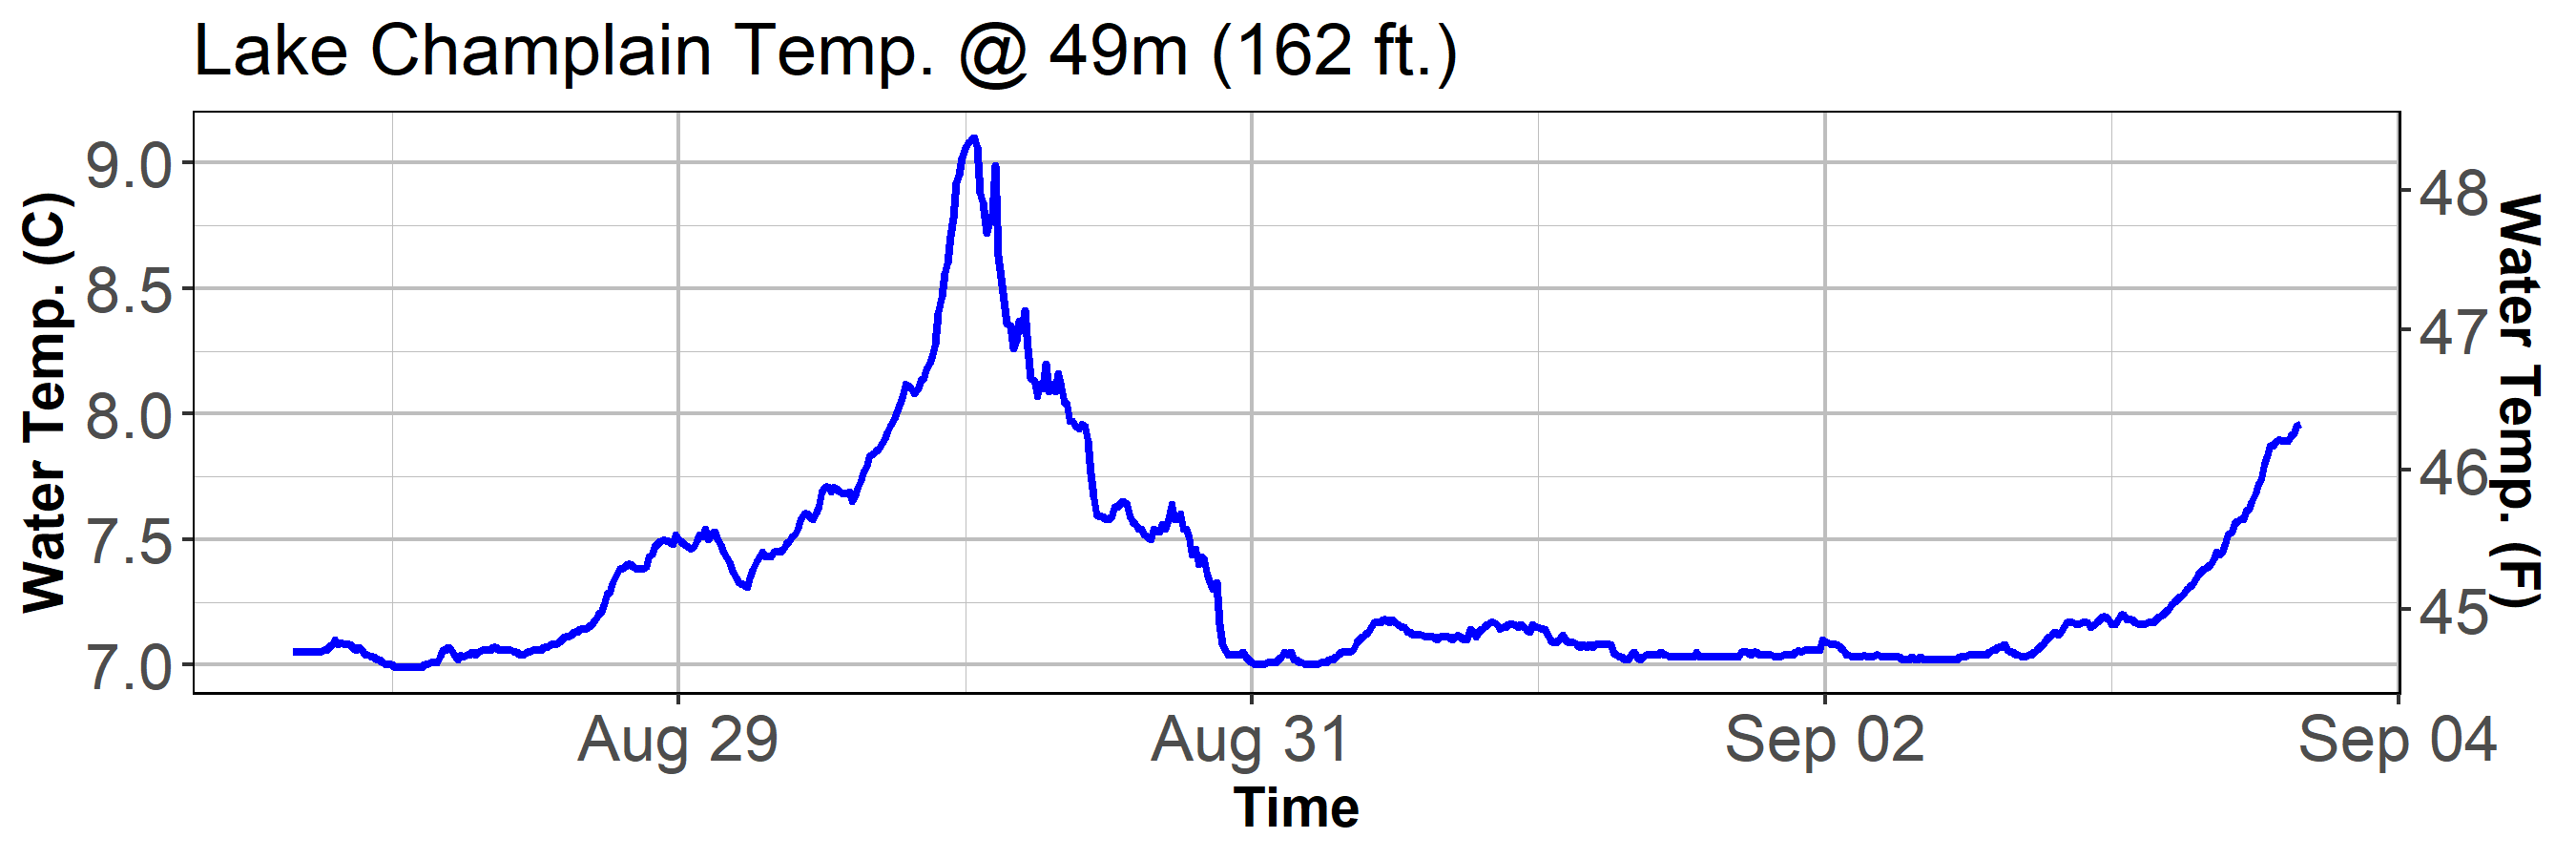 Lake Champlain Temp. @ 49m (162 ft.)
Water Temp. (C)
9.0
8.5
8.0
7.5
7.0
48
47
46
45
Water Temp. (F)
Aug 29
Aug 31
Sep 02
Sep 04
Time